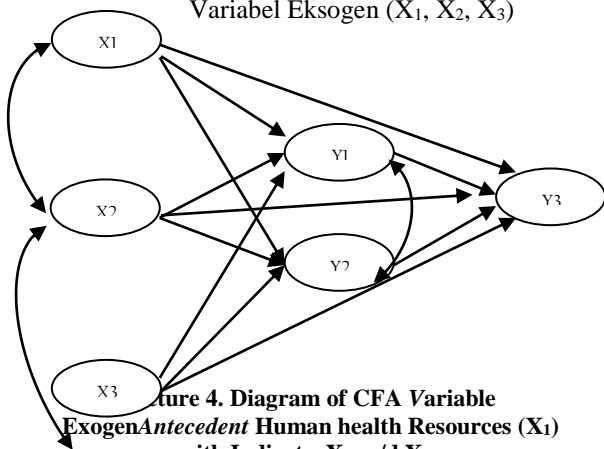 Variabel Eksogen (X₁, X₂, X₃)
X1
Y1
X2
Y3
Y2
X3
ture 4. Diagram of CFA Variable
ExogenAntecedent Human health Resources (X₁)